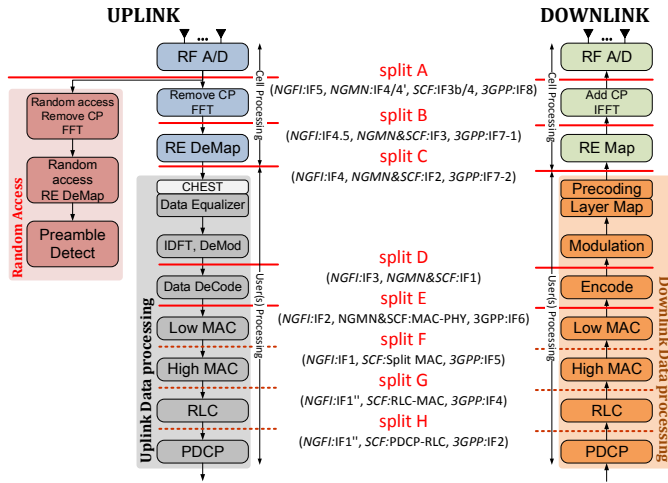 UPLINK
DOWNLINK
RF A/D
split A
(NGFI:IF5, NGMN:IF4/4', SCF:IF3b/4, 3GPP:IF8)
RF A/D
Random access
Remove CP
FFT
Remove CP
FFT
Cell Processing
split B
(NGFI:IF4.5, NGMN&SCF:IF3, 3GPP:IF7-1)
Cell Processing
Add CP
IFFT
Random
access
RE DeMap
RE DeMap
split C
(NGFI:IF4, NGMN&SCF:IF2, 3GPP:IF7-2)
RE Map
Random Access
Preamble
Detect
CHEST
Data Equalizer
Precoding
Layer Map
IDFT, DeMod
split D
(NGFI:IF3, NGMN&SCF:IF1)
Modulation
Data DeCode
User(s) Processing
split E
(NGFI:IF2, NGMN&SCF:MAC-PHY, 3GPP:IF6)
User(s) Processing
Encode
Uplink Data processing
Low MAC
split F
(NGFI:IF1, SCF:Split MAC, 3GPP:IF5)
Low MAC
Downlink Data processing
High MAC
split G
(NGFI:IF1'', SCF:RLC-MAC, 3GPP:IF4)
High MAC
RLC
split H
(NGFI:IF1'', SCF:PDCP-RLC, 3GPP:IF2)
RLC
PDCP
PDCP